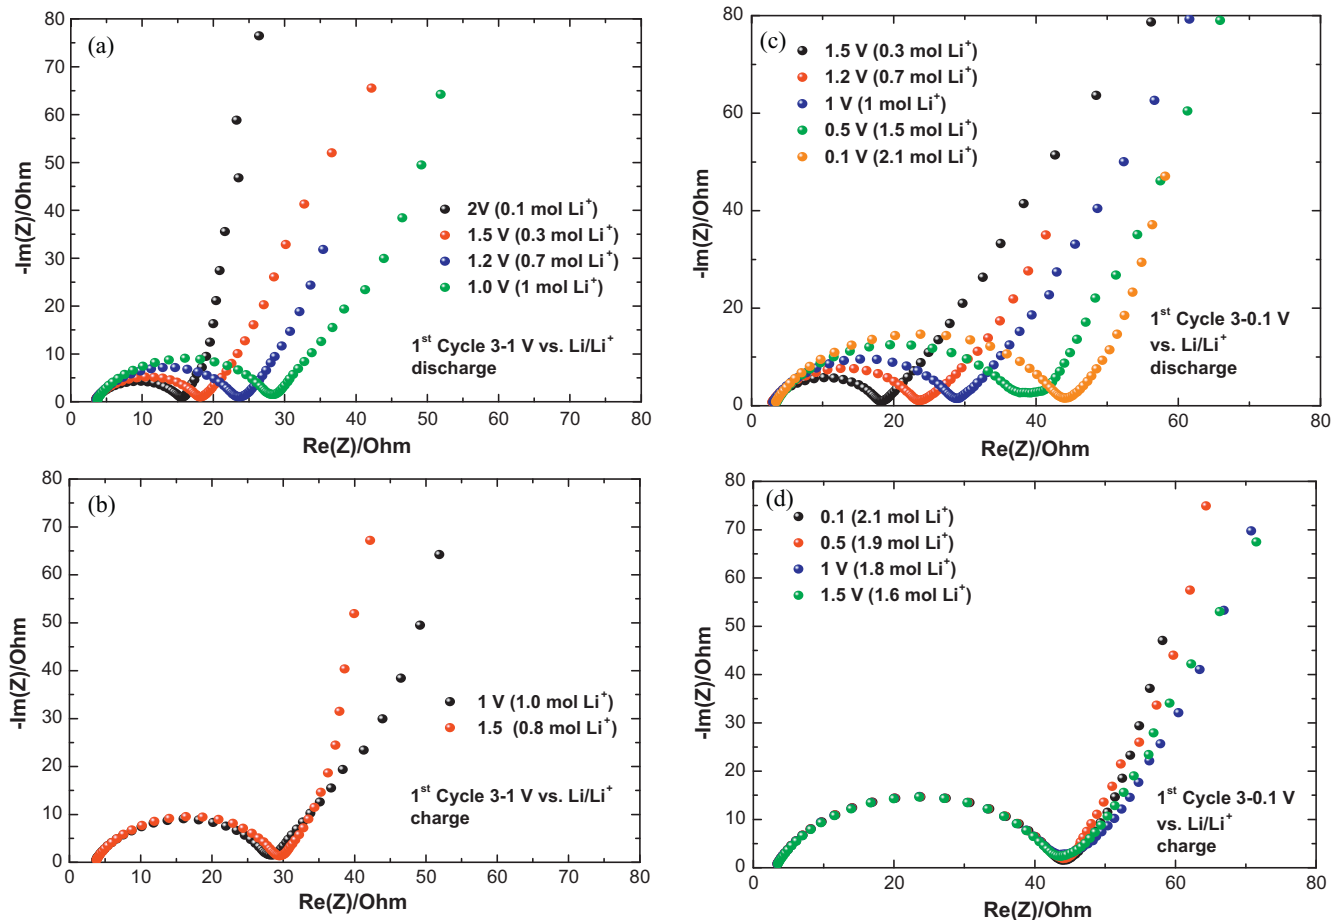 (a)
80
70
60
50
40
30
20
10
0
-Im(Z)/Ohm
2V (0.1 mol Li⁺)
1.5 V (0.3 mol Li⁺)
1.2 V (0.7 mol Li⁺)
1.0 V (1 mol Li⁺)
1st Cycle 3-1 V vs. Li/Li⁺
discharge
0 10 20 30 40 50 60 70 80
Re(Z)/Ohm
(c)
80
60
40
20
0
-Im(Z)/Ohm
1.5 V (0.3 mol Li⁺)
1.2 V (0.7 mol Li⁺)
1 V (1 mol Li⁺)
0.5 V (1.5 mol Li⁺)
0.1 V (2.1 mol Li⁺)
1st Cycle 3-0.1 V
vs. Li/Li⁺
discharge
0 20 40 60 80
Re(Z)/Ohm
(b)
80
70
60
50
40
30
20
10
0
-Im(Z)/Ohm
1 V (1.0 mol Li⁺)
1.5 (0.8 mol Li⁺)
1st Cycle 3-1 V vs. Li/Li⁺
charge
0 10 20 30 40 50 60 70 80
Re(Z)/Ohm
(d)
80
70
60
50
40
30
20
10
0
-Im(Z)/Ohm
0.1 (2.1 mol Li⁺)
0.5 (1.9 mol Li⁺)
1 V (1.8 mol Li⁺)
1.5 V (1.6 mol Li⁺)
1st Cycle 3-0.1 V
vs. Li/Li⁺
charge
0 20 40 60 80
Re(Z)/Ohm